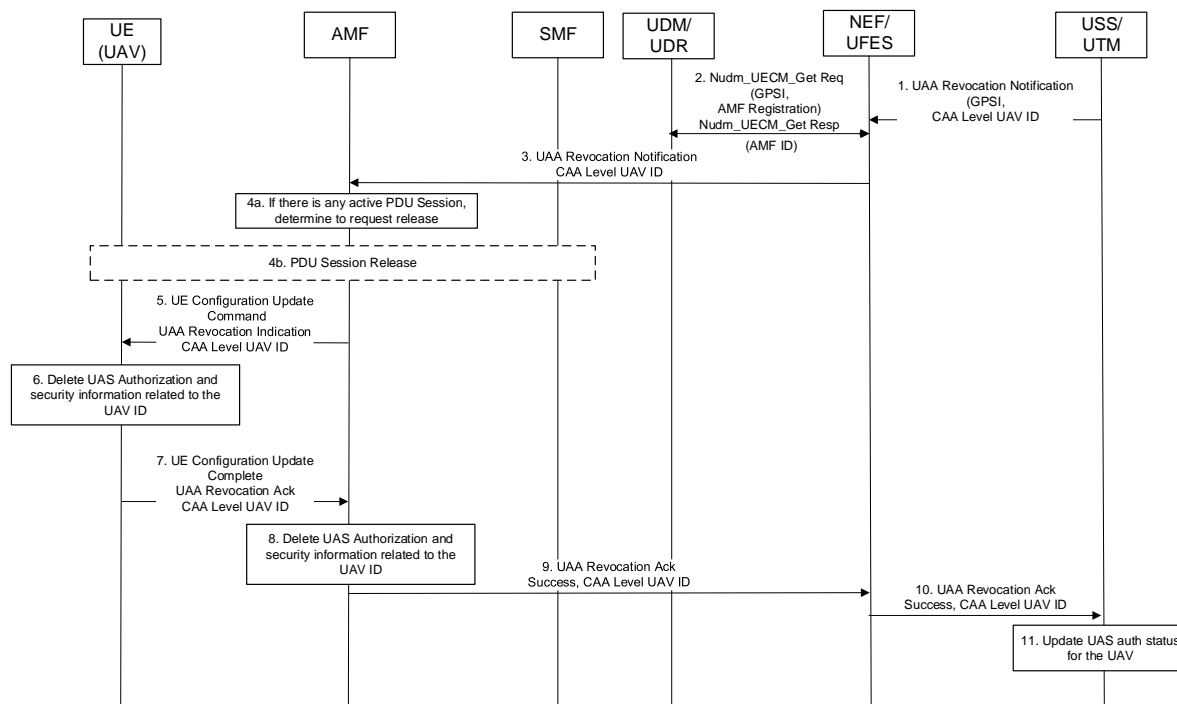 UE
(UAV)
AMF
SMF
UDM/
UDR
NEF/
UFES
USS/
UTM
1. UAA Revocation Notification
(GPSI,
CAA Level UAV ID
2. Nudm_UECM_Get Req
(GPSI,
AMF Registration)
Nudm_UECM_Get Resp
(AMF ID)
3. UAA Revocation Notification
CAA Level UAV ID
4a. If there is any active PDU Session,
determine to request release
4b. PDU Session Release
5. UE Configuration Update
Command
UAA Revocation Indication
CAA Level UAV ID
6. Delete UAS Authorization and
security information related to the
UAV ID
7. UE Configuration Update
Complete
UAA Revocation Ack
CAA Level UAV ID
8. Delete UAS Authorization and
security information related to the
UAV ID
9. UAA Revocation Ack
Success, CAA Level UAV ID
10. UAA Revocation Ack
Success, CAA Level UAV ID
11. Update UAS auth status
for the UAV